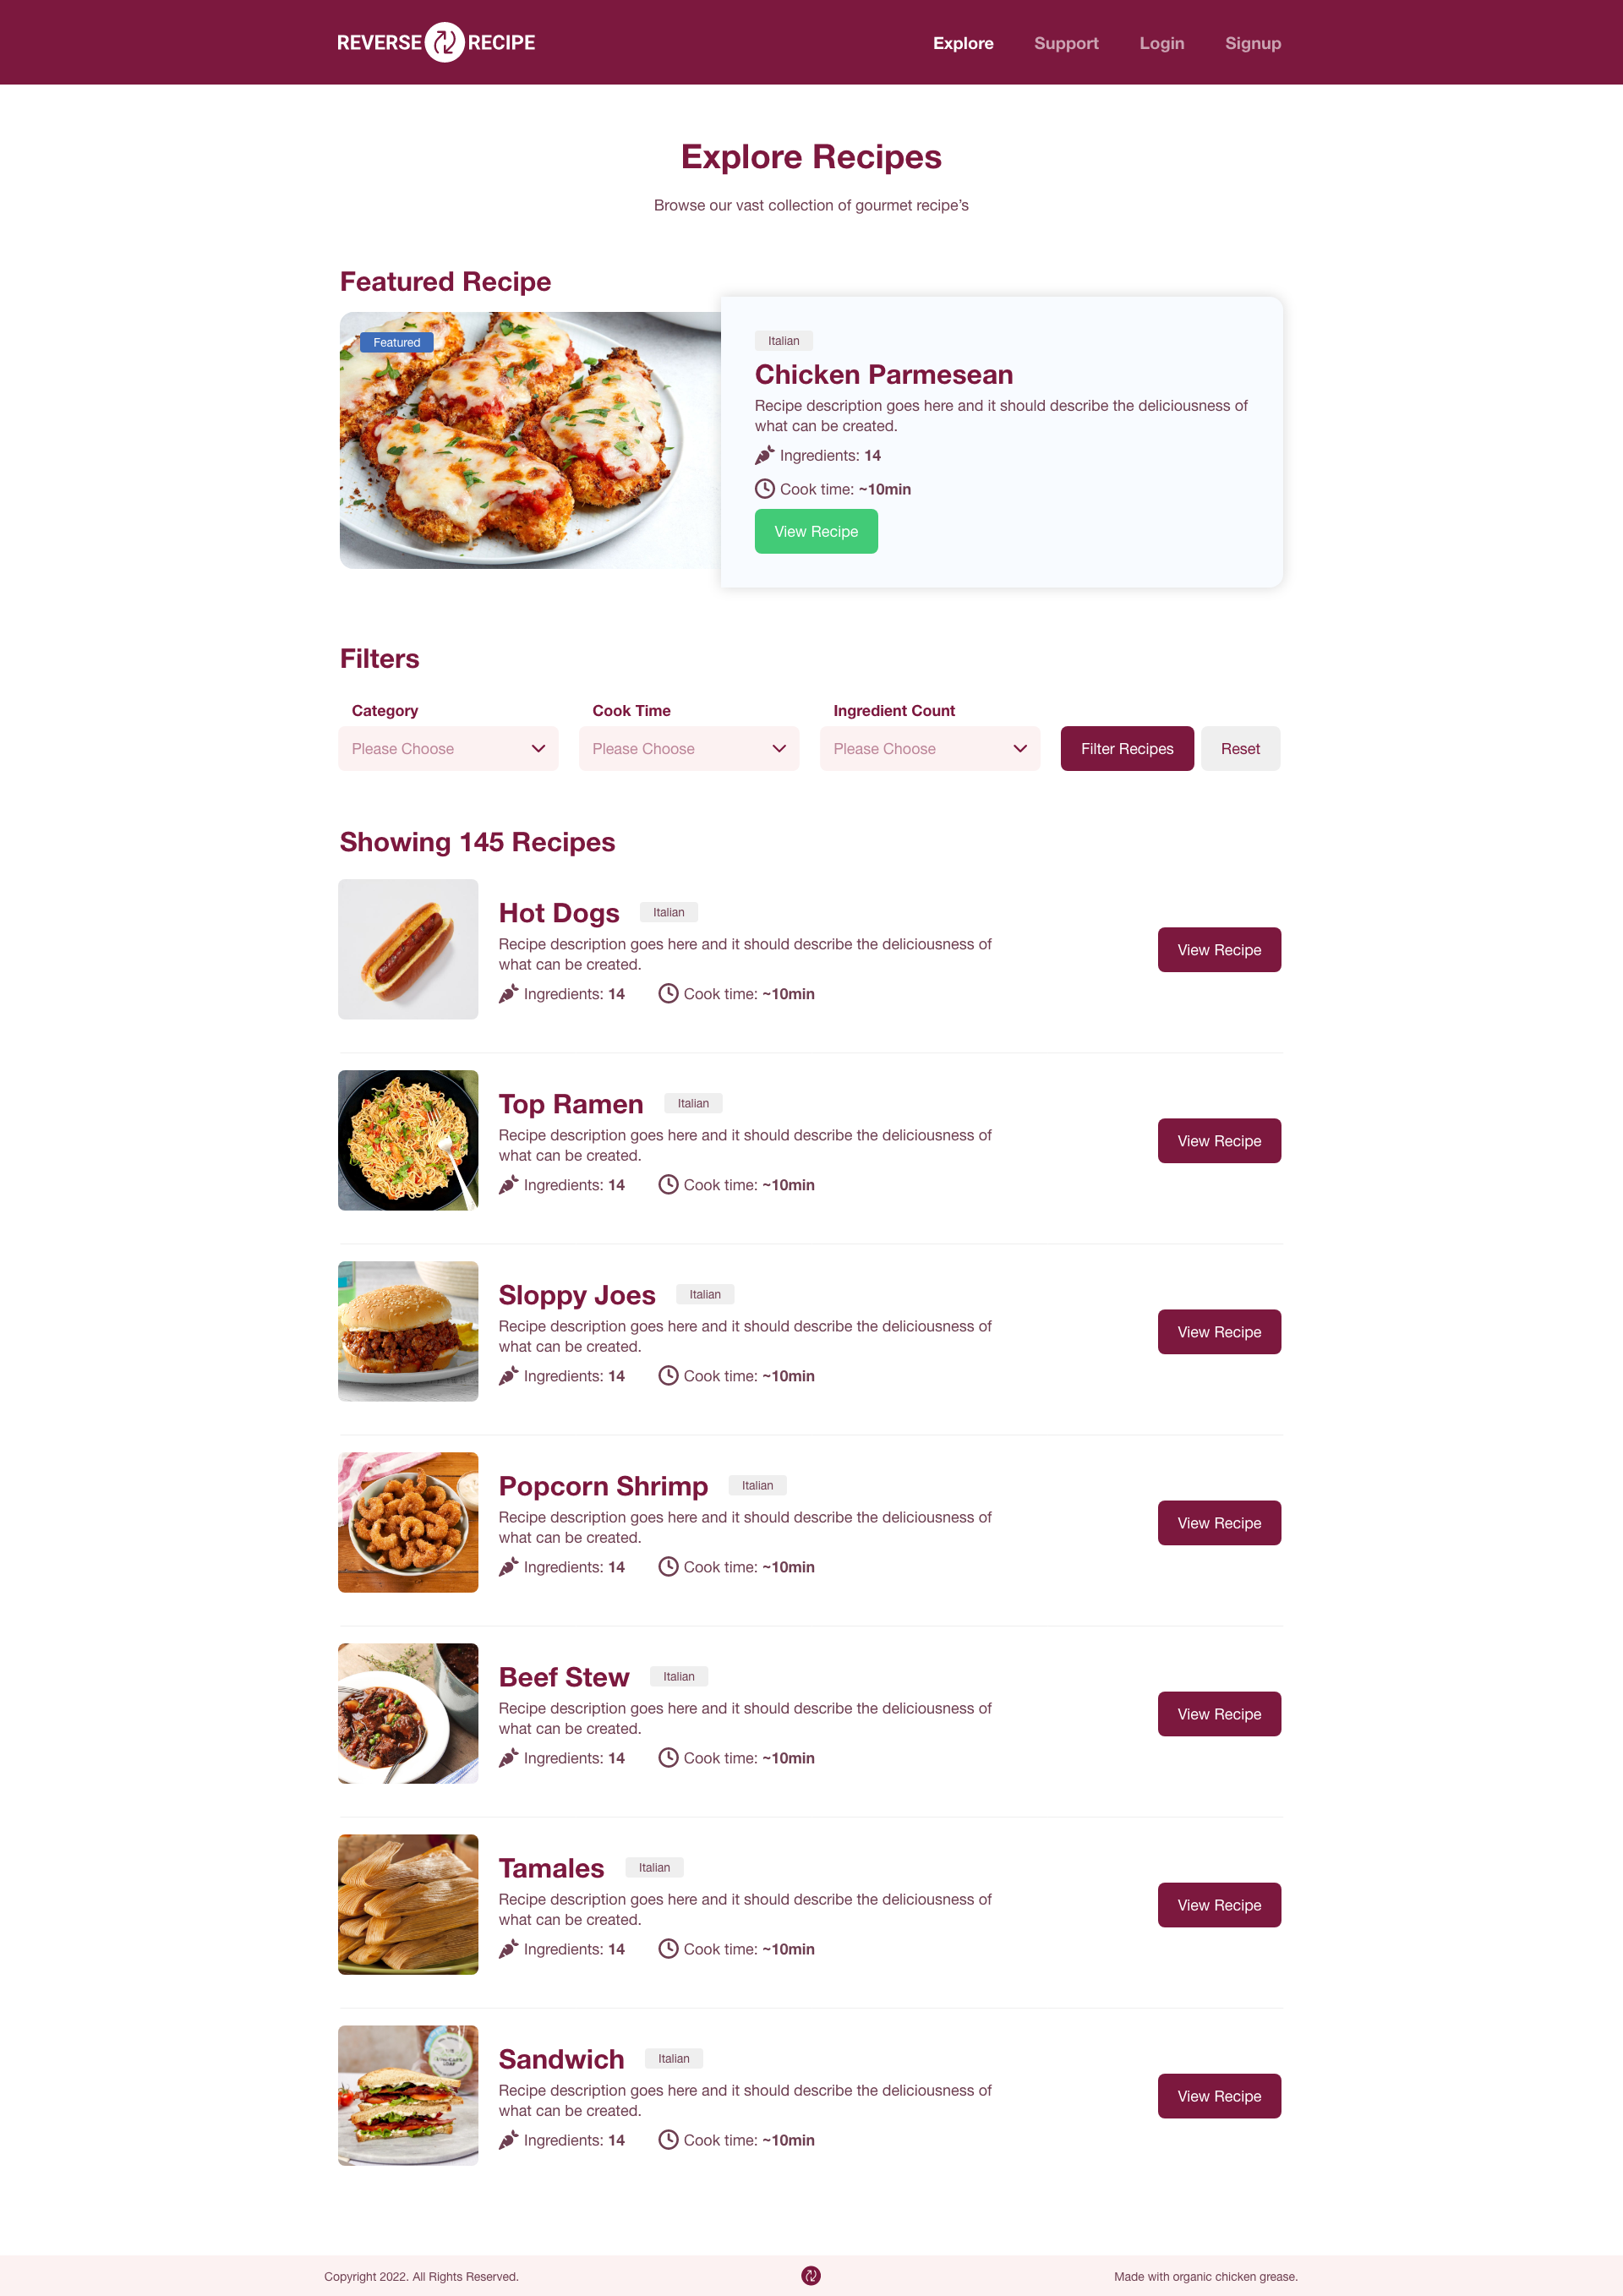 REVERSE RECIPE
Explore Support Login Signup
Explore Recipes
Browse our vast collection of gourmet recipe’s
Featured Recipe
Featured
Italian
Chicken Parmesean
Recipe description goes here and it should describe the deliciousness of
what can be created.
Ingredients: 14
Cook time: ~10min
View Recipe
Filters
Category
Please Choose
Cook Time
Please Choose
Ingredient Count
Please Choose
Filter Recipes
Reset
Showing 145 Recipes
Hot Dogs Italian
Recipe description goes here and it should describe the deliciousness of
what can be created.
Ingredients: 14 Cook time: ~10min
View Recipe
Top Ramen Italian
Recipe description goes here and it should describe the deliciousness of
what can be created.
Ingredients: 14 Cook time: ~10min
View Recipe
Sloppy Joes Italian
Recipe description goes here and it should describe the deliciousness of
what can be created.
Ingredients: 14 Cook time: ~10min
View Recipe
Popcorn Shrimp Italian
Recipe description goes here and it should describe the deliciousness of
what can be created.
Ingredients: 14 Cook time: ~10min
View Recipe
Beef Stew Italian
Recipe description goes here and it should describe the deliciousness of
what can be created.
Ingredients: 14 Cook time: ~10min
View Recipe
Tamales Italian
Recipe description goes here and it should describe the deliciousness of
what can be created.
Ingredients: 14 Cook time: ~10min
View Recipe
Sandwich Italian
Recipe description goes here and it should describe the deliciousness of
what can be created.
Ingredients: 14 Cook time: ~10min
View Recipe
Copyright 2022. All Rights Reserved.
Made with organic chicken grease.